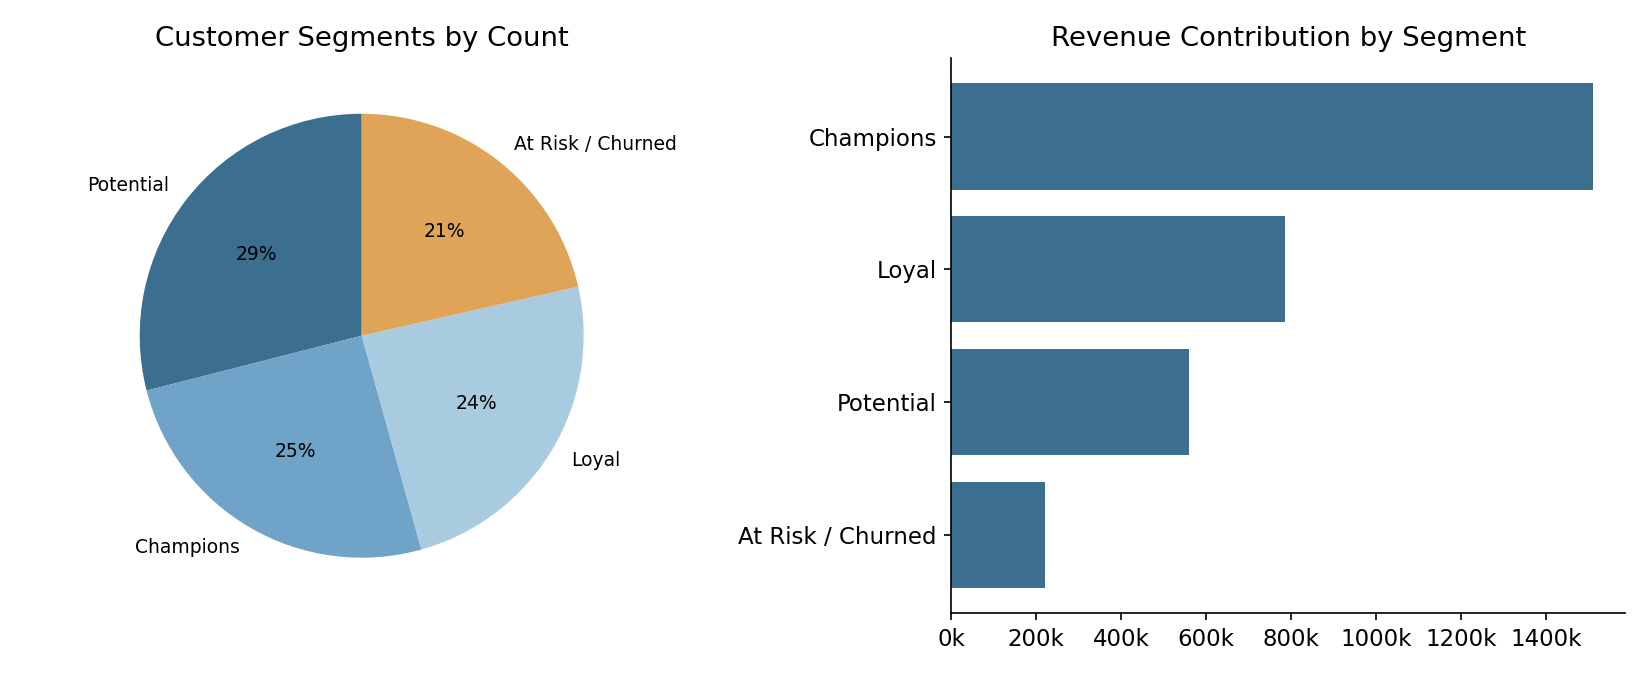 Customer Segments by Count
At Risk / Churned
Potential
21%
29%
24%
25%
Loyal
Champions
Revenue Contribution by Segment
Champions
Loyal
Potential
At Risk / Churned
0k 200k 400k 600k 800k 1000k 1200k 1400k